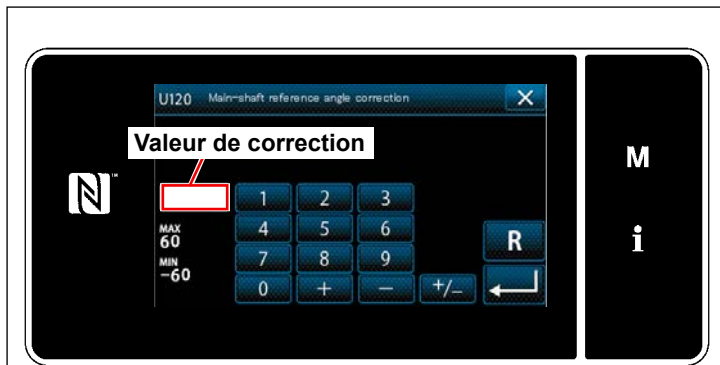 U120 Main-shaft reference angle correction
Valeur de correction
1 2 3
MAX
60
4 5 6
MIN
-60
7 8 9
0 + − +/−
R
M
i
™